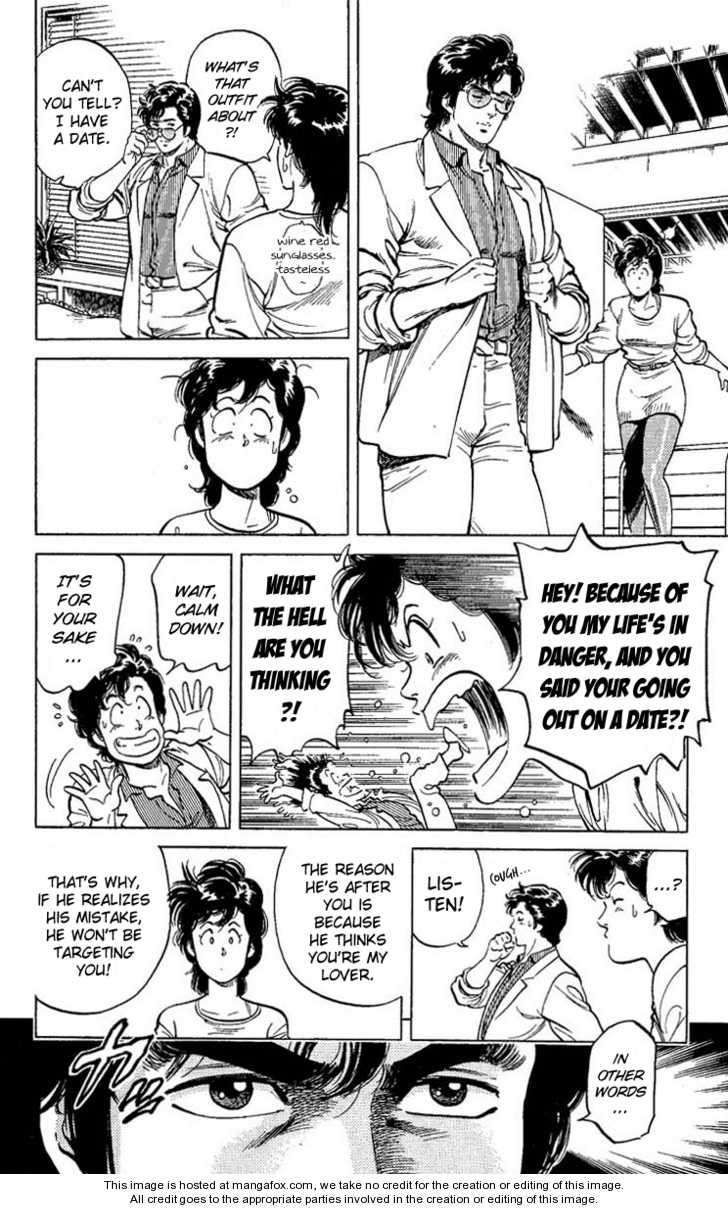 WHAT'S
THAT
OUTFIT
ABOUT
?!
CAN'T
YOU TELL?
I HAVE
A DATE.
wine red
sunglasses.
tasteless
HEY! BECAUSE OF
YOU MY LIFE'S IN
DANGER, AND YOU
SAID YOUR GOING
OUT ON A DATE?!
WHAT
THE HELL
ARE YOU
THINKING
?!
WAIT,
CALM
DOWN!
IT'S
FOR
YOUR
SAKE
...
...?
COUGH...
LIS-
TEN!
THE REASON
HE'S AFTER
YOU IS
BECAUSE
HE THINKS
YOU'RE MY
LOVER.
THAT'S WHY,
IF HE REALIZES
HIS MISTAKE,
HE WON'T BE
TARGETING
YOU!
IN
OTHER
WORDS
...
This image is hosted at mangafox.com, we take no credit for the creation or editing of this image.
All credit goes to the appropriate parties involved in the creation or editing of this image.